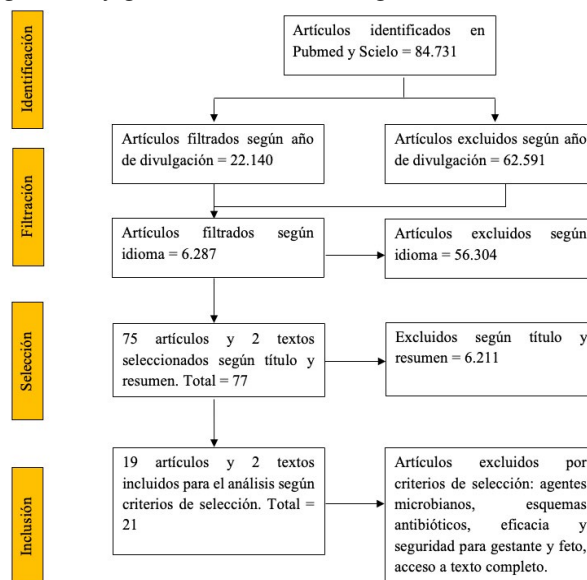 Identificación
Artículos identificados en
Pubmed y Scielo = 84.731
Artículos filtrados según año
de divulgación = 22.140
Artículos excluidos según año
de divulgación = 62.591
Filtración
Artículos filtrados según
idioma = 6.287
Artículos excluidos según
idioma = 56.304
Selección
75 artículos y 2 textos
seleccionados según título y
resumen. Total = 77
Excluidos según título y
resumen = 6.211
Inclusión
19 artículos y 2 textos
incluidos para el análisis según
criterios de selección. Total =
21
Artículos excluidos por
criterios de selección: agentes
microbianos, esquemas
antibióticos, eficacia y
seguridad para gestante y feto,
acceso a texto completo.